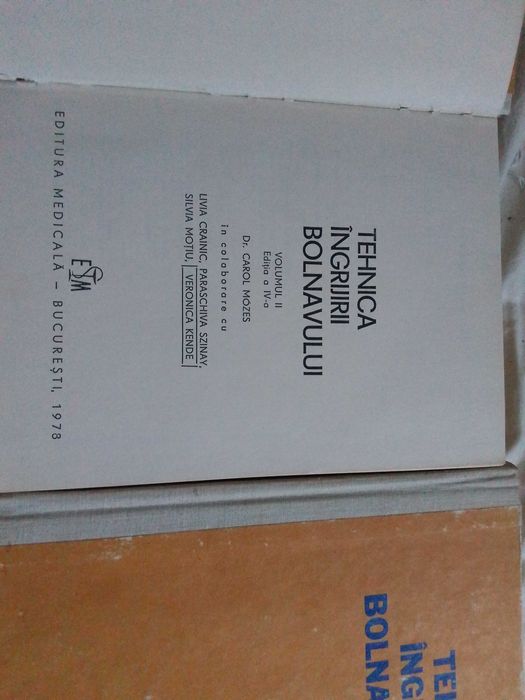 TEHNICA
ÎNGRIJIRII
BOLNAVULUI
VOLUMUL II
Ediția a IV-a
Dr. CAROL MOZES
în colaborare cu
LIVIA CRAINIC, PARASCHIVA SZINAY,
SILVIA MOȚIU, VERONICA KENDE
EDITURA MEDICALĂ – BUCUREȘTI, 1978
TE
ÎNG
BOLNA